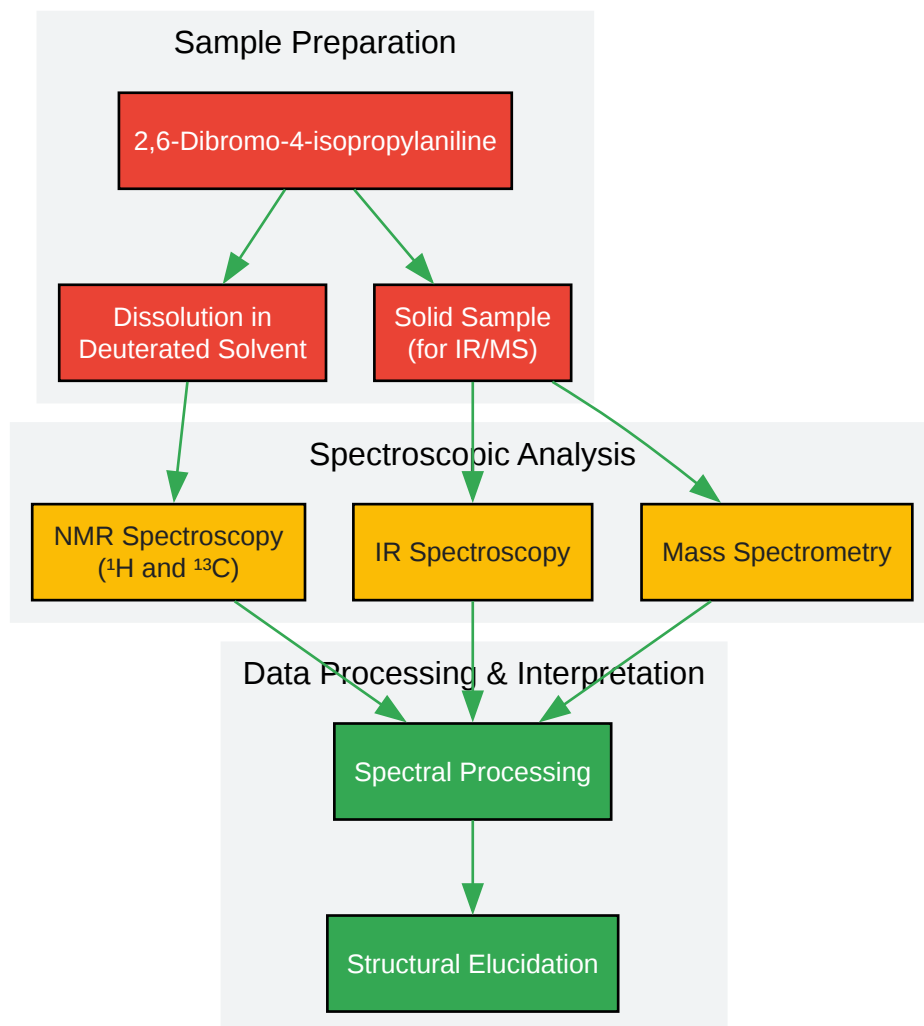 Sample Preparation
2,6-Dibromo-4-isopropylaniline
Dissolution in
Deuterated Solvent
Solid Sample
(for IR/MS)
Spectroscopic Analysis
NMR Spectroscopy
(¹H and ¹³C)
IR Spectroscopy
Mass Spectrometry
Data Processing & Interpretation
Spectral Processing
Structural Elucidation